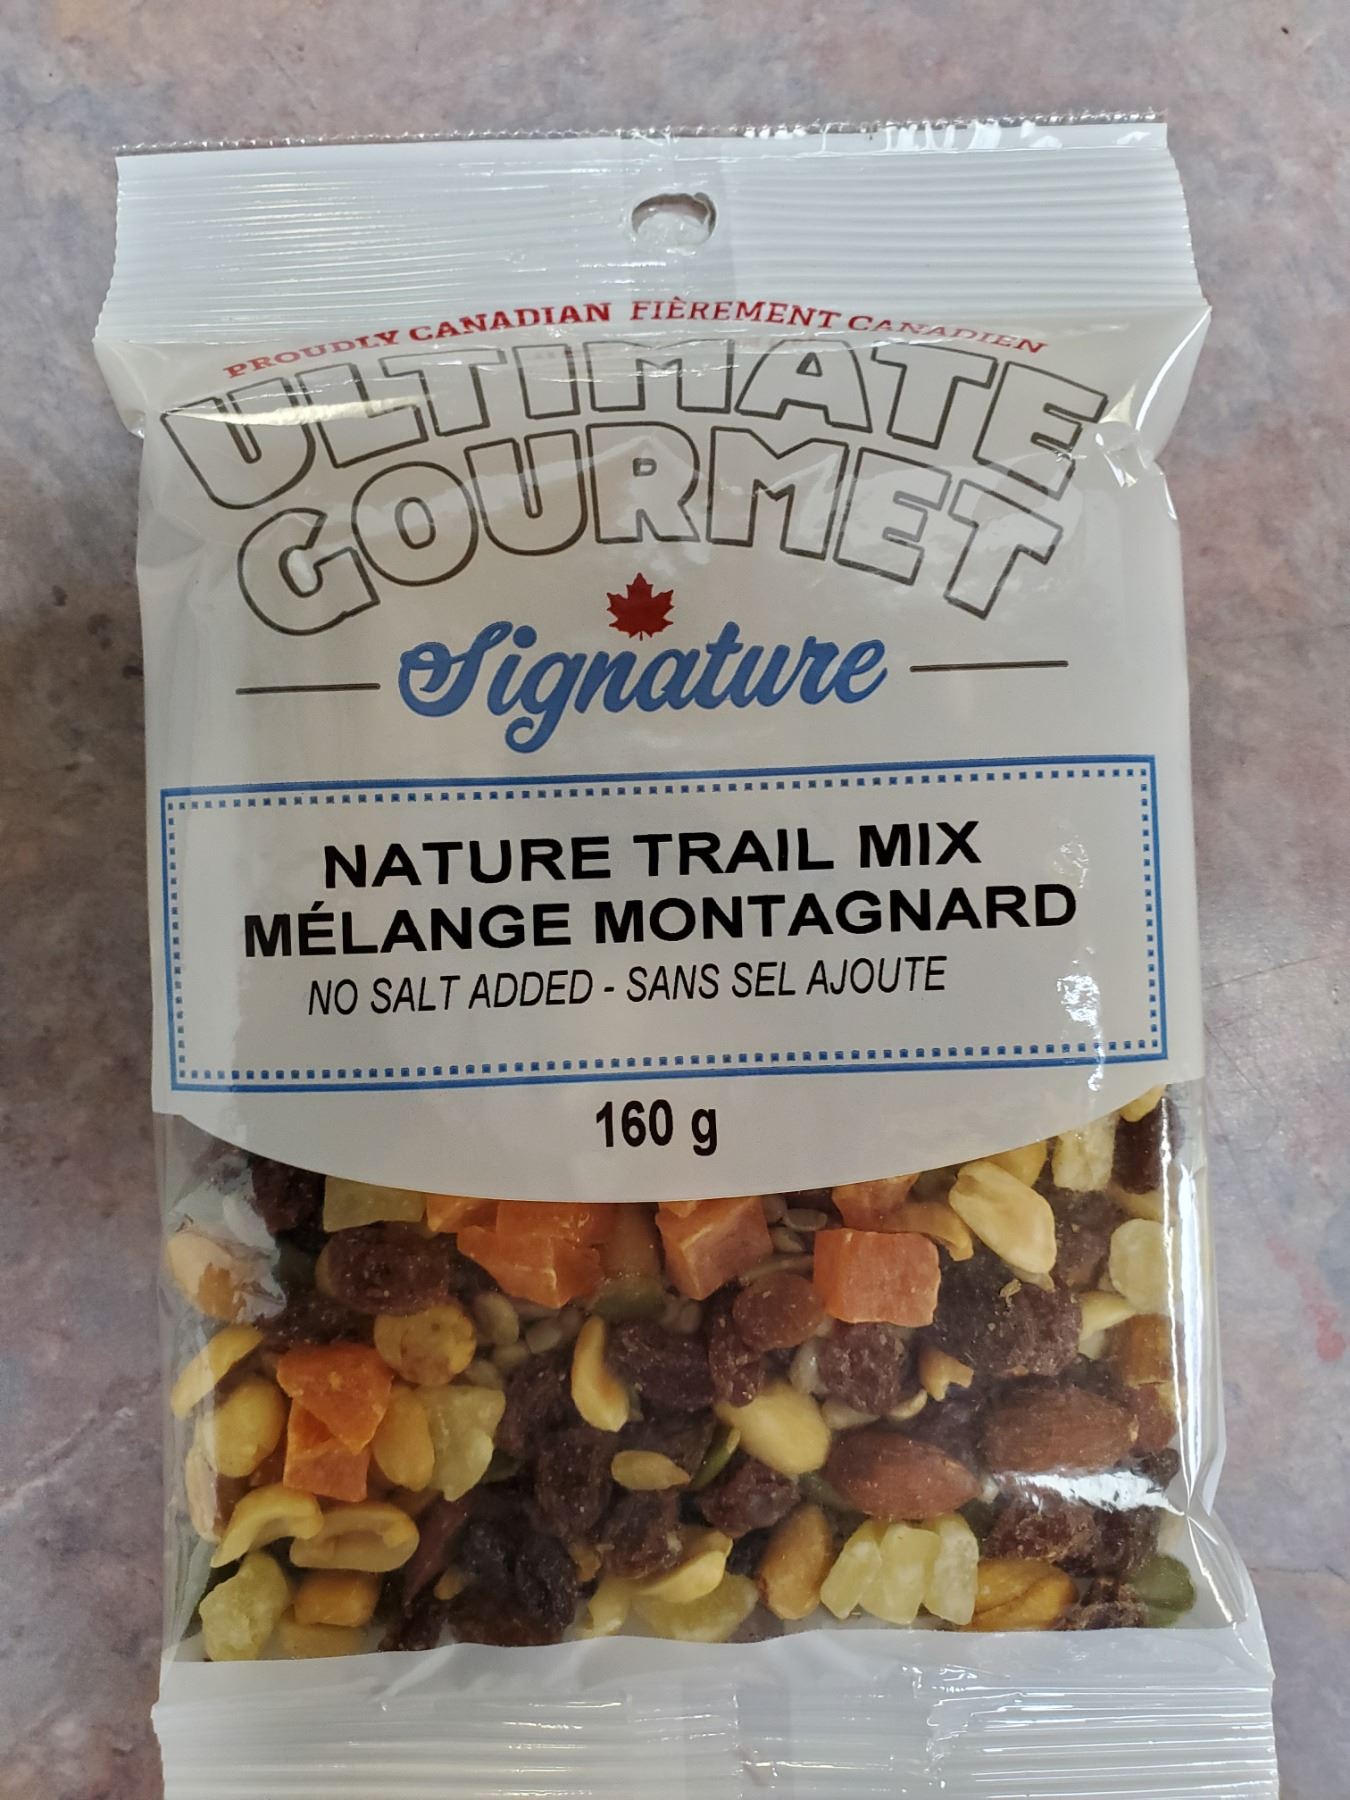 PROUDLY CANADIAN FIÈREMENT CANADIEN
ULTIMATE
GOURMET
Signature
NATURE TRAIL MIX
MÉLANGE MONTAGNARD
NO SALT ADDED - SANS SEL AJOUTE
160 g